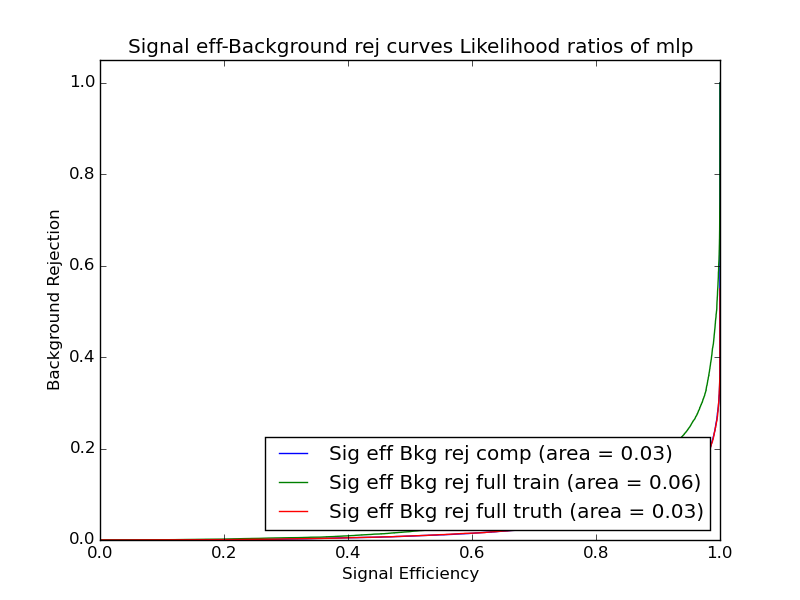 Signal eff-Background rej curves Likelihood ratios of mlp
1.0
0.8
0.6
0.4
0.2
0.0
Background Rejection
Sig eff Bkg rej comp (area = 0.03)
Sig eff Bkg rej full train (area = 0.06)
Sig eff Bkg rej full truth (area = 0.03)
0.0 0.2 0.4 0.6 0.8 1.0
Signal Efficiency